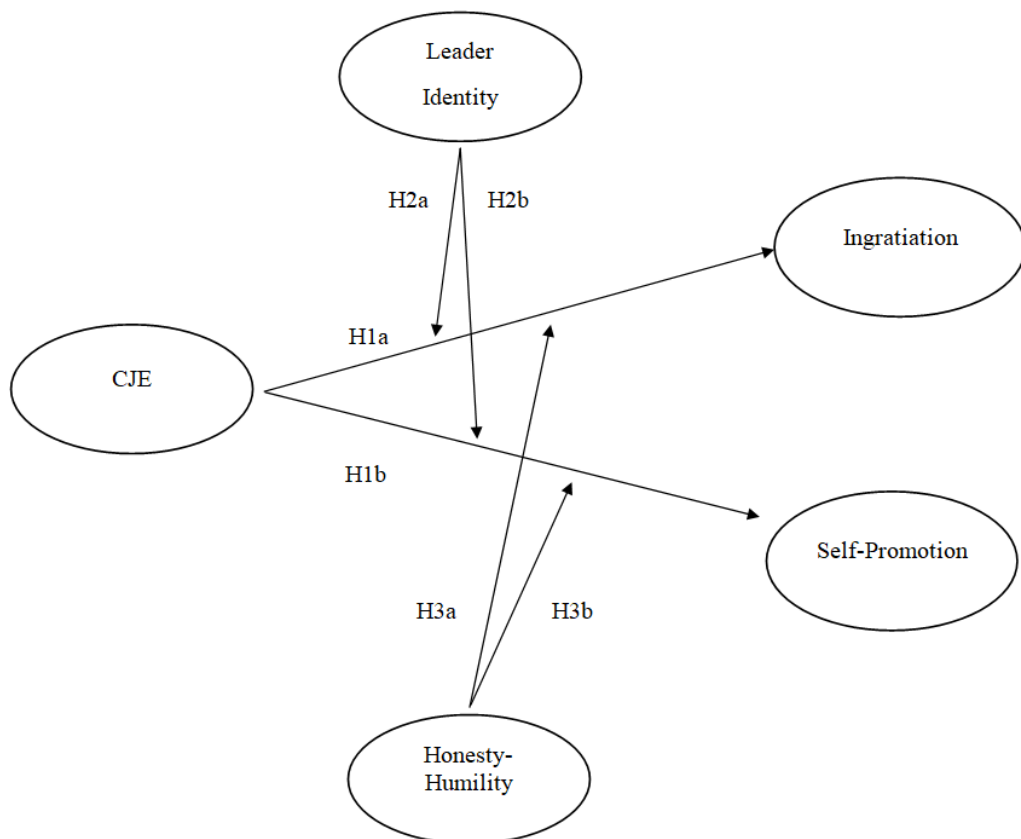 Leader
Identity
H2a
H2b
Ingratiation
H1a
CJE
H1b
Self-Promotion
H3a
H3b
Honesty-
Humility